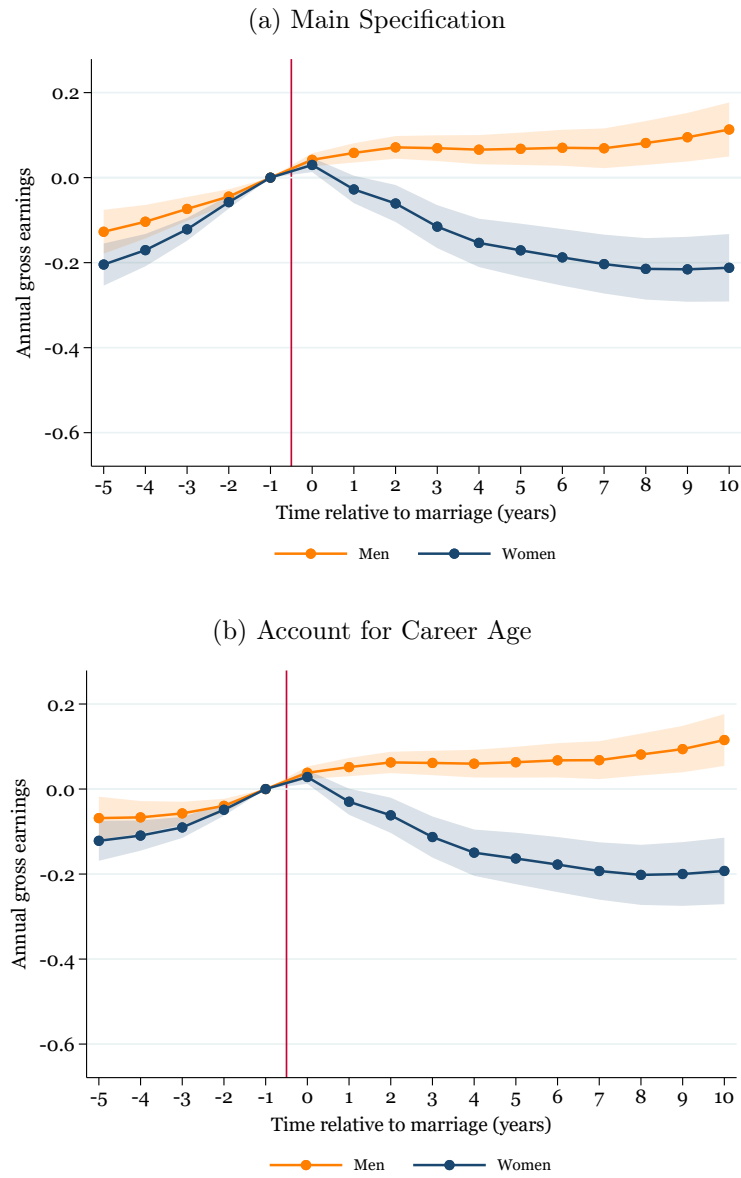 (a) Main Specification
Annual gross earnings
0.2
0.0
-0.2
-0.4
-0.6
-5 -4 -3 -2 -1 0 1 2 3 4 5 6 7 8 9 10
Time relative to marriage (years)
Men Women
(b) Account for Career Age
Annual gross earnings
0.2
0.0
-0.2
-0.4
-0.6
-5 -4 -3 -2 -1 0 1 2 3 4 5 6 7 8 9 10
Time relative to marriage (years)
Men Women